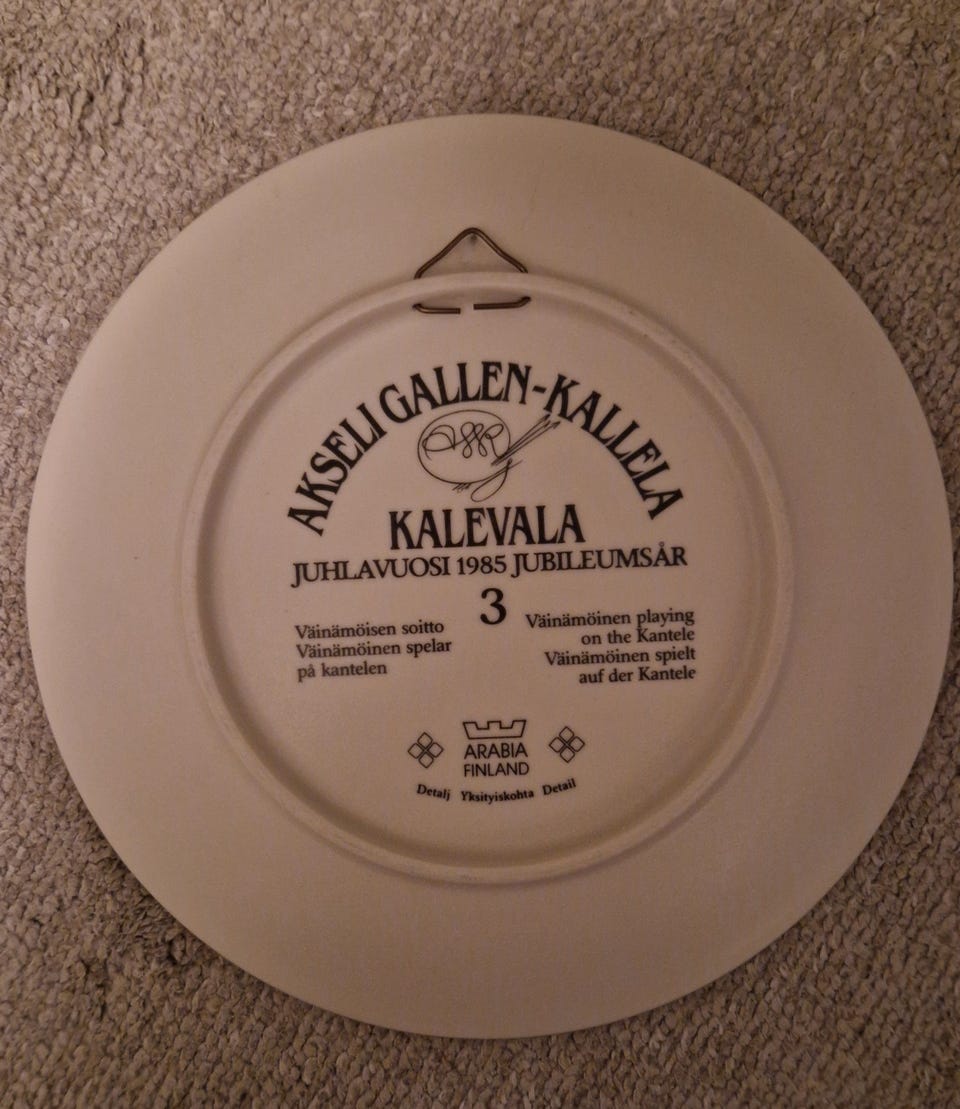 AKSELI GALLEN-KALLELA
KALEVALA
JUHLAVUOSI 1985 JUBILEUMSÅR
3
Väinämöisen soitto
Väinämöinen spelar
på kantelen
Väinämöinen playing
on the Kantele
Väinämöinen spielt
auf der Kantele
ARABIA
FINLAND
Detalj Yksityiskohta Detail